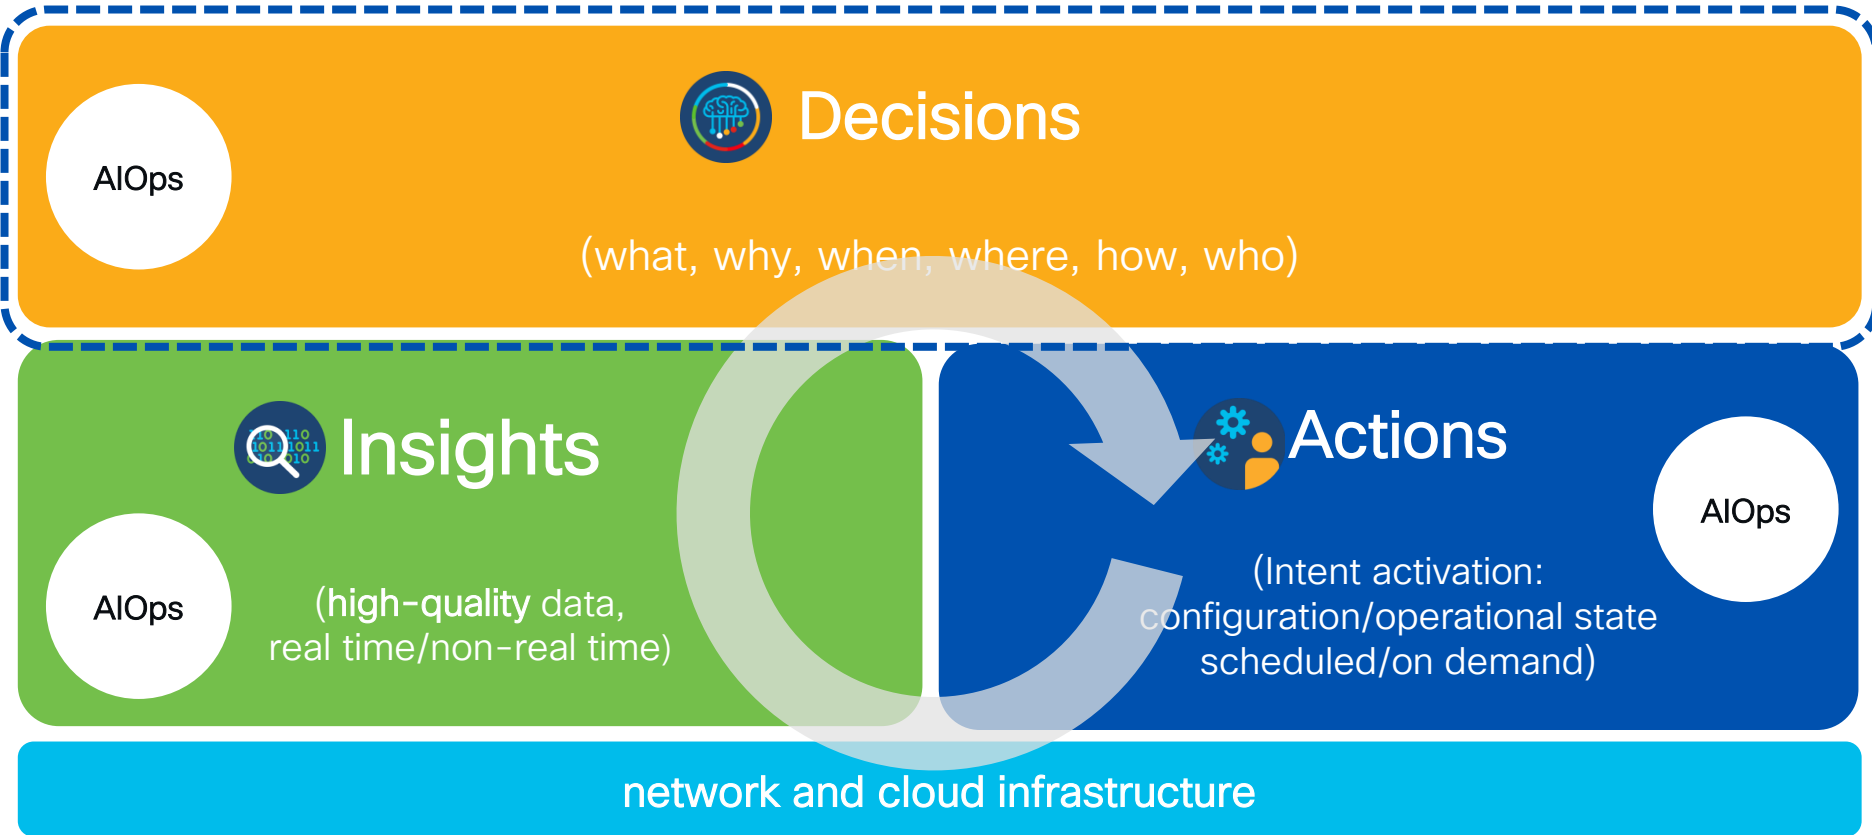 Decisions
AIOps
(what, why, when, where, how, who)
Insights
AIOps
(high-quality data,
real time/non-real time)
Actions
AIOps
(Intent activation:
configuration/operational state
scheduled/on demand)
network and cloud infrastructure